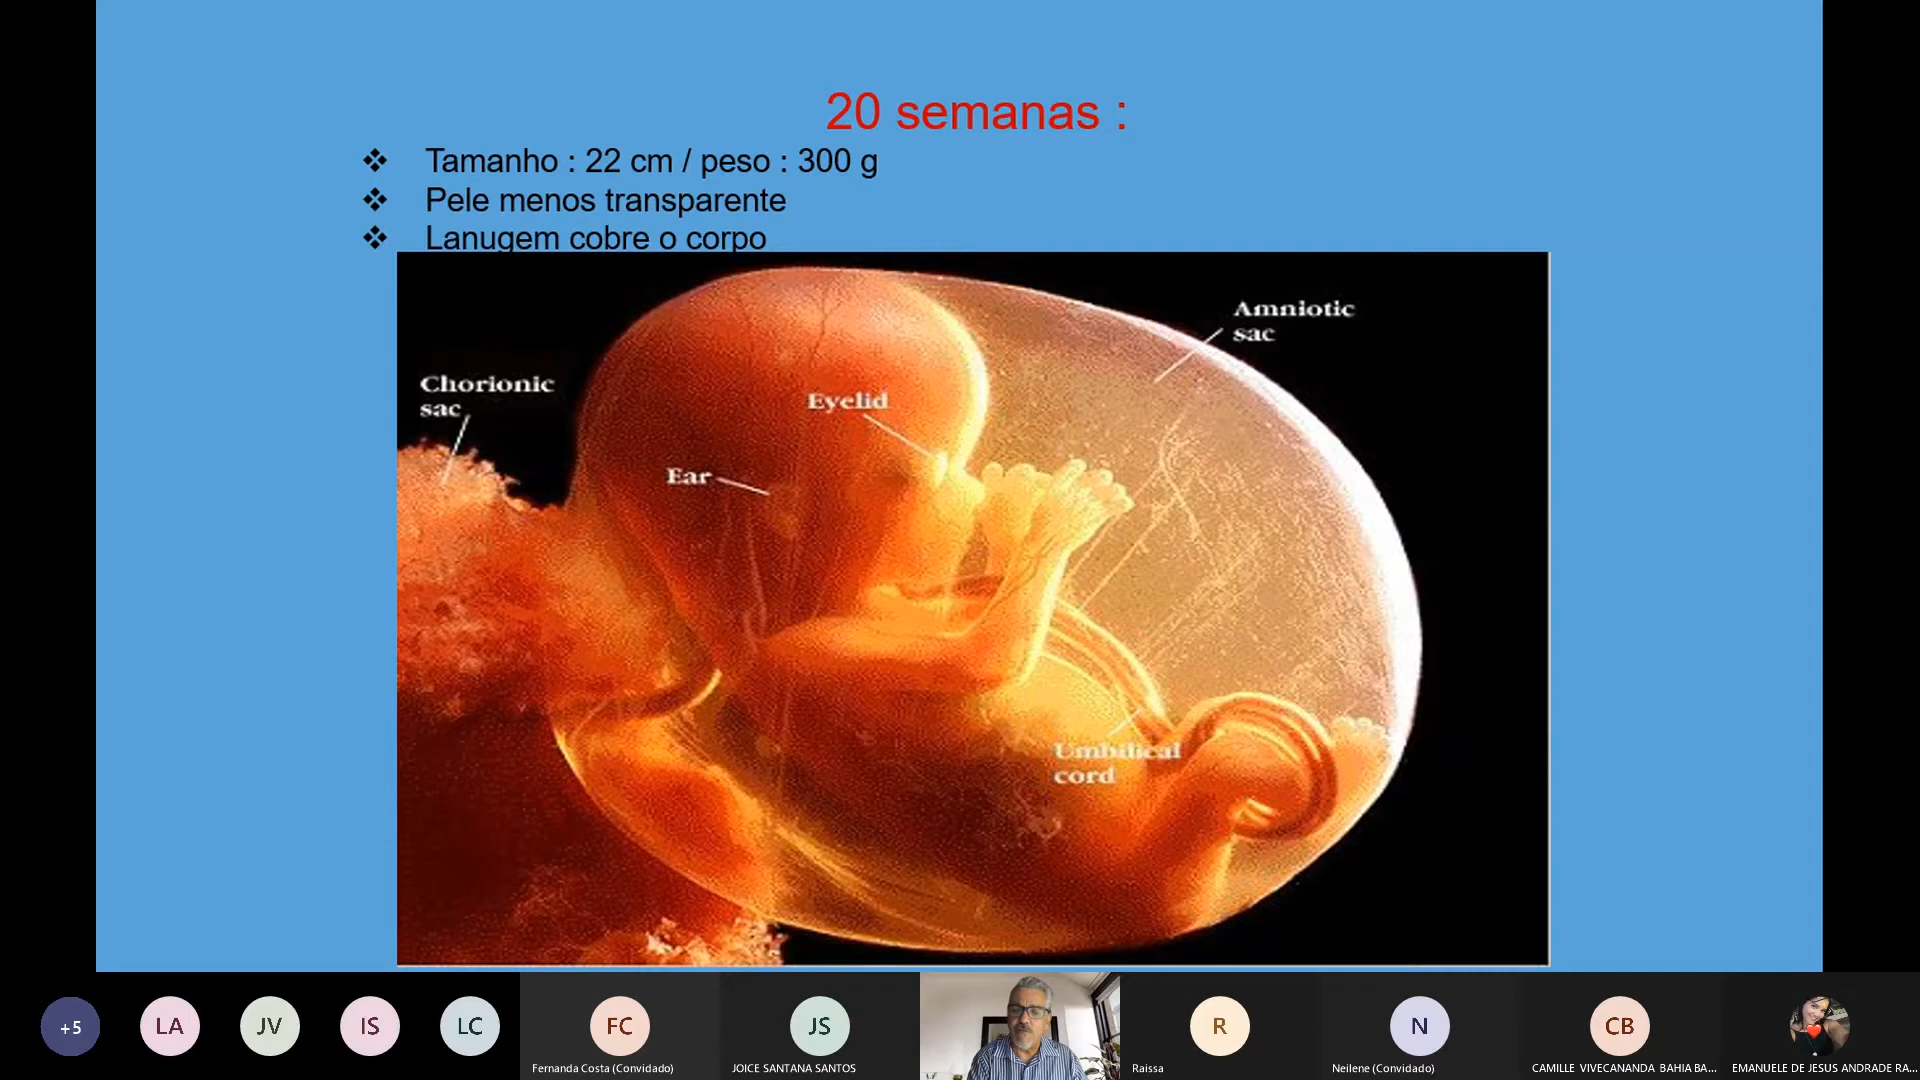 20 semanas :
❖ Tamanho : 22 cm / peso : 300 g
❖ Pele menos transparente
❖ Lanugem cobre o corpo
Amniotic
sac
Chorionic
sac
Eyelid
Ear
Umbilical
cord
+5
LA
JV
IS
LC
FC
JS
R
N
CB
Fernanda Costa (Convidado)
JOICE SANTANA SANTOS
Raissa
Neilene (Convidado)
CAMILLE VIVECANANDA BAHIA BA...
EMANUELE DE JESUS ANDRADE RA...